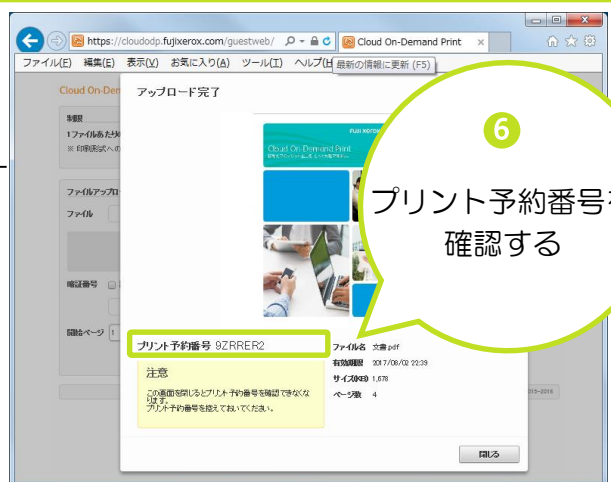 https://cloudodp.fujixerox.com/guestweb/
Cloud On-Demand Print
ファイル(F) 編集(E) 表示(V) お気に入り(A) ツール(T) ヘルプ(H
最新の情報に更新 (F5)
Cloud On-Dem
アップロード完了
制限
1ファイルあたり
※ 印刷形式への
FUJI XEROX
Cloud On-Demand Print
6
プリント予約番号を
確認する
ファイルアップロ
ファイル
暗証番号
開始ページ 1
プリント予約番号 9ZRRER2
注意
この画面を閉じるとプリント予約番号を確認できなくな
ります。
プリント予約番号を控えておいてください。
ファイル名 文書.pdf
有効期限 2017/08/02 22:39
サイズ(KB) 1,678
ページ数 4
2015-2016
閉じる